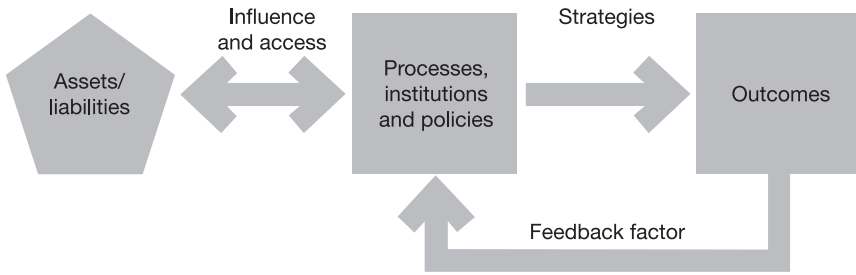 Influence
and access
Strategies
Assets/
liabilities
Processes,
institutions
and policies
Outcomes
Feedback factor